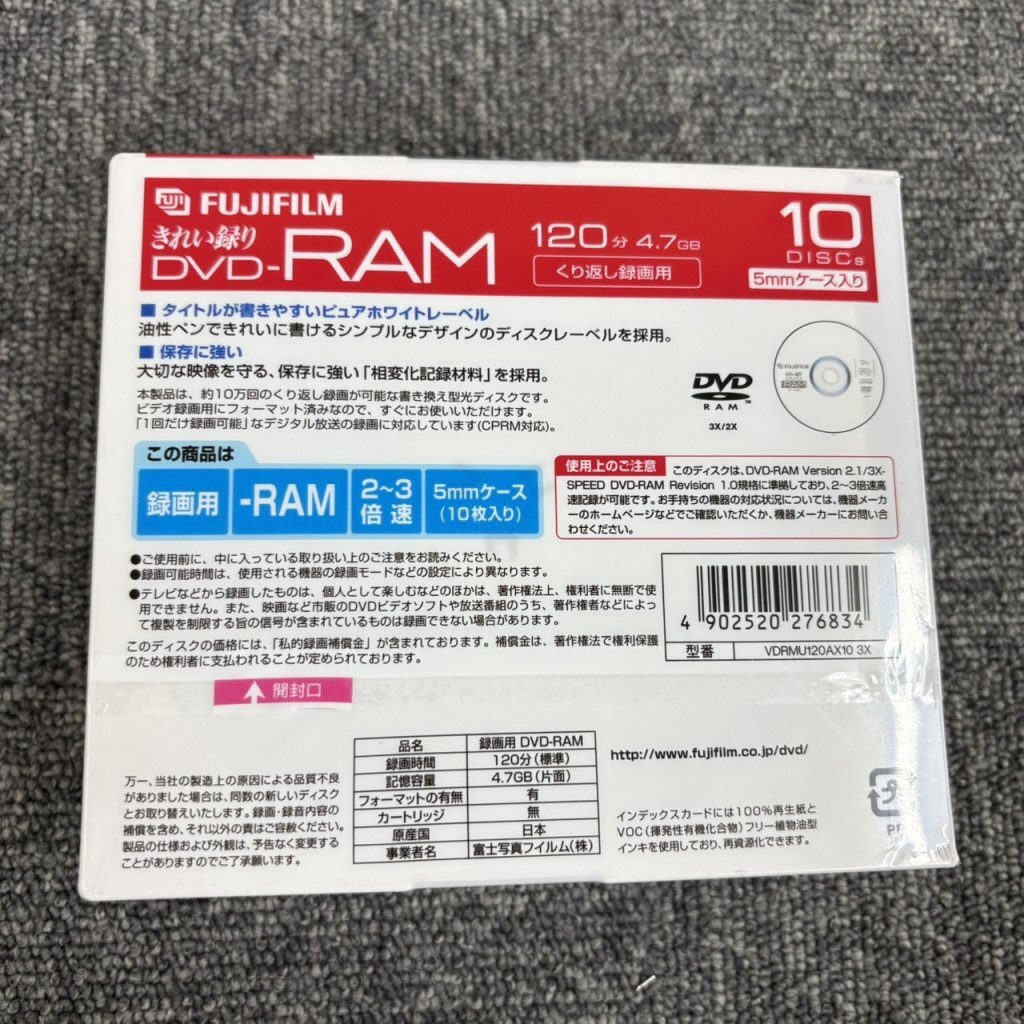 FUJIFILM
きれい録り
DVD-RAM
120分 4.7GB
くり返し録画用
10
DISCs
5mmケース入り
■ タイトルが書きやすいピュアホワイトレーベル
油性ペンできれいに書けるシンプルなデザインのディスクレーベルを採用。
■ 保存に強い
大切な映像を守る、保存に強い「相変化記録材料」を採用。
本製品は、約10万回のくり返し録画が可能な書き換え型光ディスクです。
ビデオ録画用にフォーマット済みなので、すぐにお使いいただけます。
「1回だけ録画可能」なデジタル放送の録画に対応しています(CPRM対応)。
DVD
RAM
3X/2X
この商品は
録画用
-RAM
2~3
倍速
5mmケース
(10枚入り)
使用上のご注意
このディスクは、DVD-RAM Version 2.1/3X-
SPEED DVD-RAM Revision 1.0規格に準拠しており、2~3倍速高
速記録が可能です。お手持ちの機器の対応状況については、機器メーカ
ーのホームページなどでご確認いただくか、機器メーカーにお問い合
わせください。
●ご使用前に、中に入っている取り扱い上のご注意をお読みください。
●録画可能時間は、使用される機器の録画モードなどの設定により異なります。
●テレビなどから録画したものは、個人として楽しむなどのほかは、著作権法上、権利者に無断で使
用できません。また、映画など市販のDVDビデオソフトや放送番組のうち、著作権者などによっ
て複製を制限する旨の信号が含まれているものは録画できない場合があります。
このディスクの価格には、「私的録画補償金」が含まれております。補償金は、著作権法で権利保護
のため権利者に支払われることが定められております。
4 902520 276834
型番 VDRMU120AX10 3X
開封口
万一、当社の製造上の原因による品質不良
がありました場合は、同数の新しいディスク
とお取り替えいたします。録画・録音内容の
補償を含め、それ以外の責はご容赦ください。
製品の仕様および外観は、予告なく変更する
ことがありますのでご了承願います。
品名 録画用 DVD-RAM
録画時間 120分(標準)
記憶容量 4.7GB(片面)
フォーマットの有無 有
カートリッジ 無
原産国 日本
事業者名 富士写真フイルム(株)
http://www.fujifilm.co.jp/dvd/
インデックスカードには100%再生紙と
VOC(揮発性有機化合物)フリー植物油型
インキを使用しており、再資源化できます。